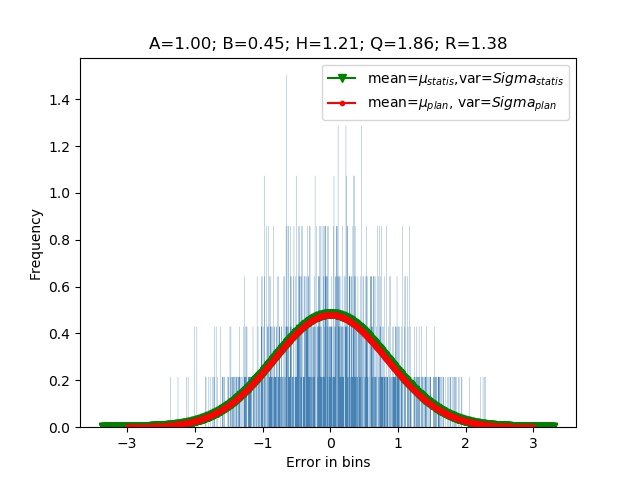 A=1.00; B=0.45; H=1.21; Q=1.86; R=1.38
mean=μstatis,var=Sigmastatis
mean=μplan, var=Sigmaplan
Frequency
1.4
1.2
1.0
0.8
0.6
0.4
0.2
0.0
−3 −2 −1 0 1 2 3
Error in bins